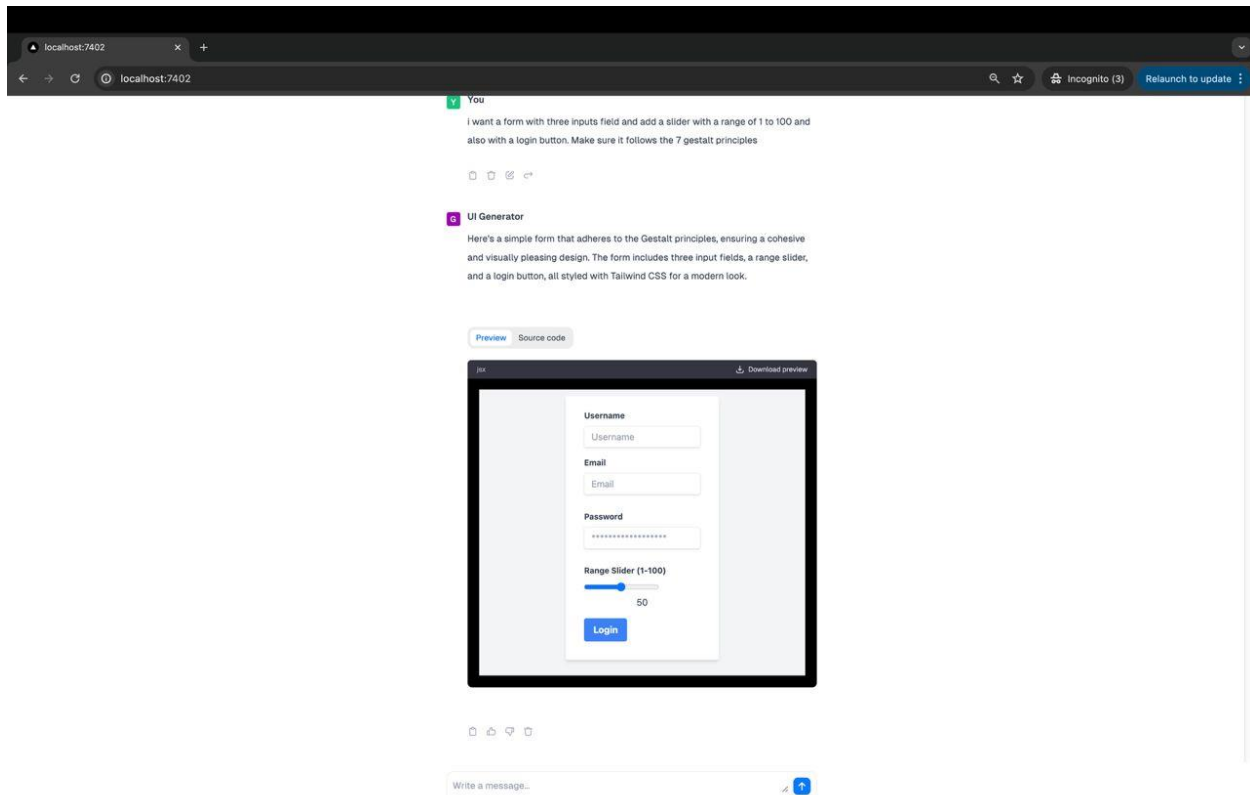 localhost:7402
localhost:7402
Incognito (3)
Relaunch to update
Y
You
i want a form with three inputs field and add a slider with a range of 1 to 100 and
also with a login button. Make sure it follows the 7 gestalt principles
G
UI Generator
Here's a simple form that adheres to the Gestalt principles, ensuring a cohesive
and visually pleasing design. The form includes three input fields, a range slider,
and a login button, all styled with Tailwind CSS for a modern look.
Preview
Source code
jsx
Download preview
Username
Username
Email
Email
Password
******************
Range Slider (1-100)
50
Login
Write a message...